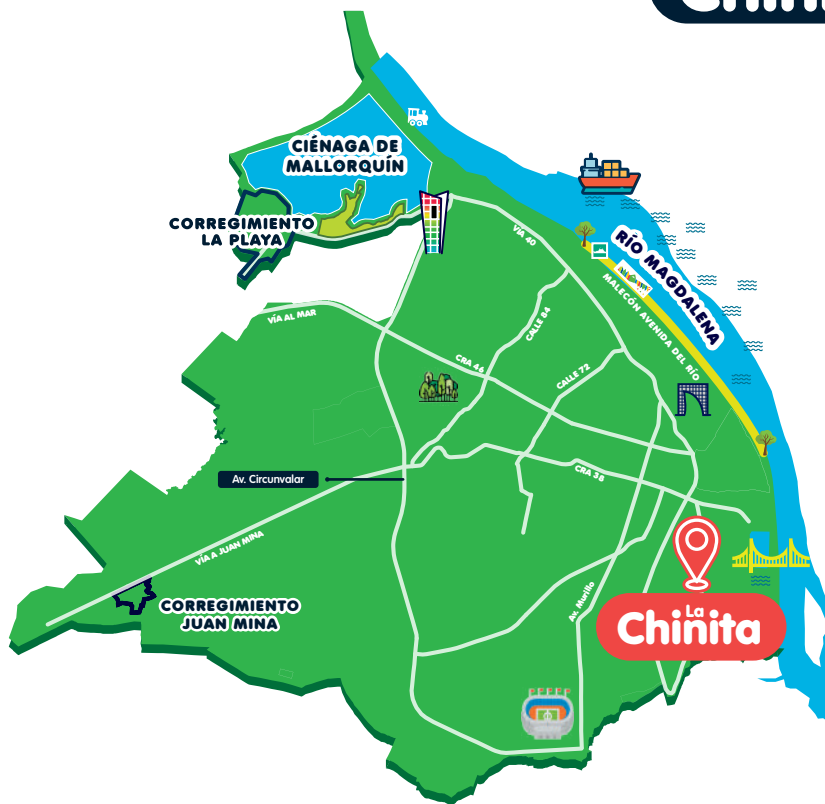 CIÉNAGA DE
MALLORQUÍN
CORREGIMIENTO
LA PLAYA
VÍA 40
RÍO MAGDALENA
MALECÓN AVENIDA DEL RÍO
VÍA AL MAR
CALLE 84
CRA 46
CALLE 72
Av. Circunvalar
CRA 38
VÍA A JUAN MINA
CORREGIMIENTO
JUAN MINA
Av. Murillo
La
Chinita